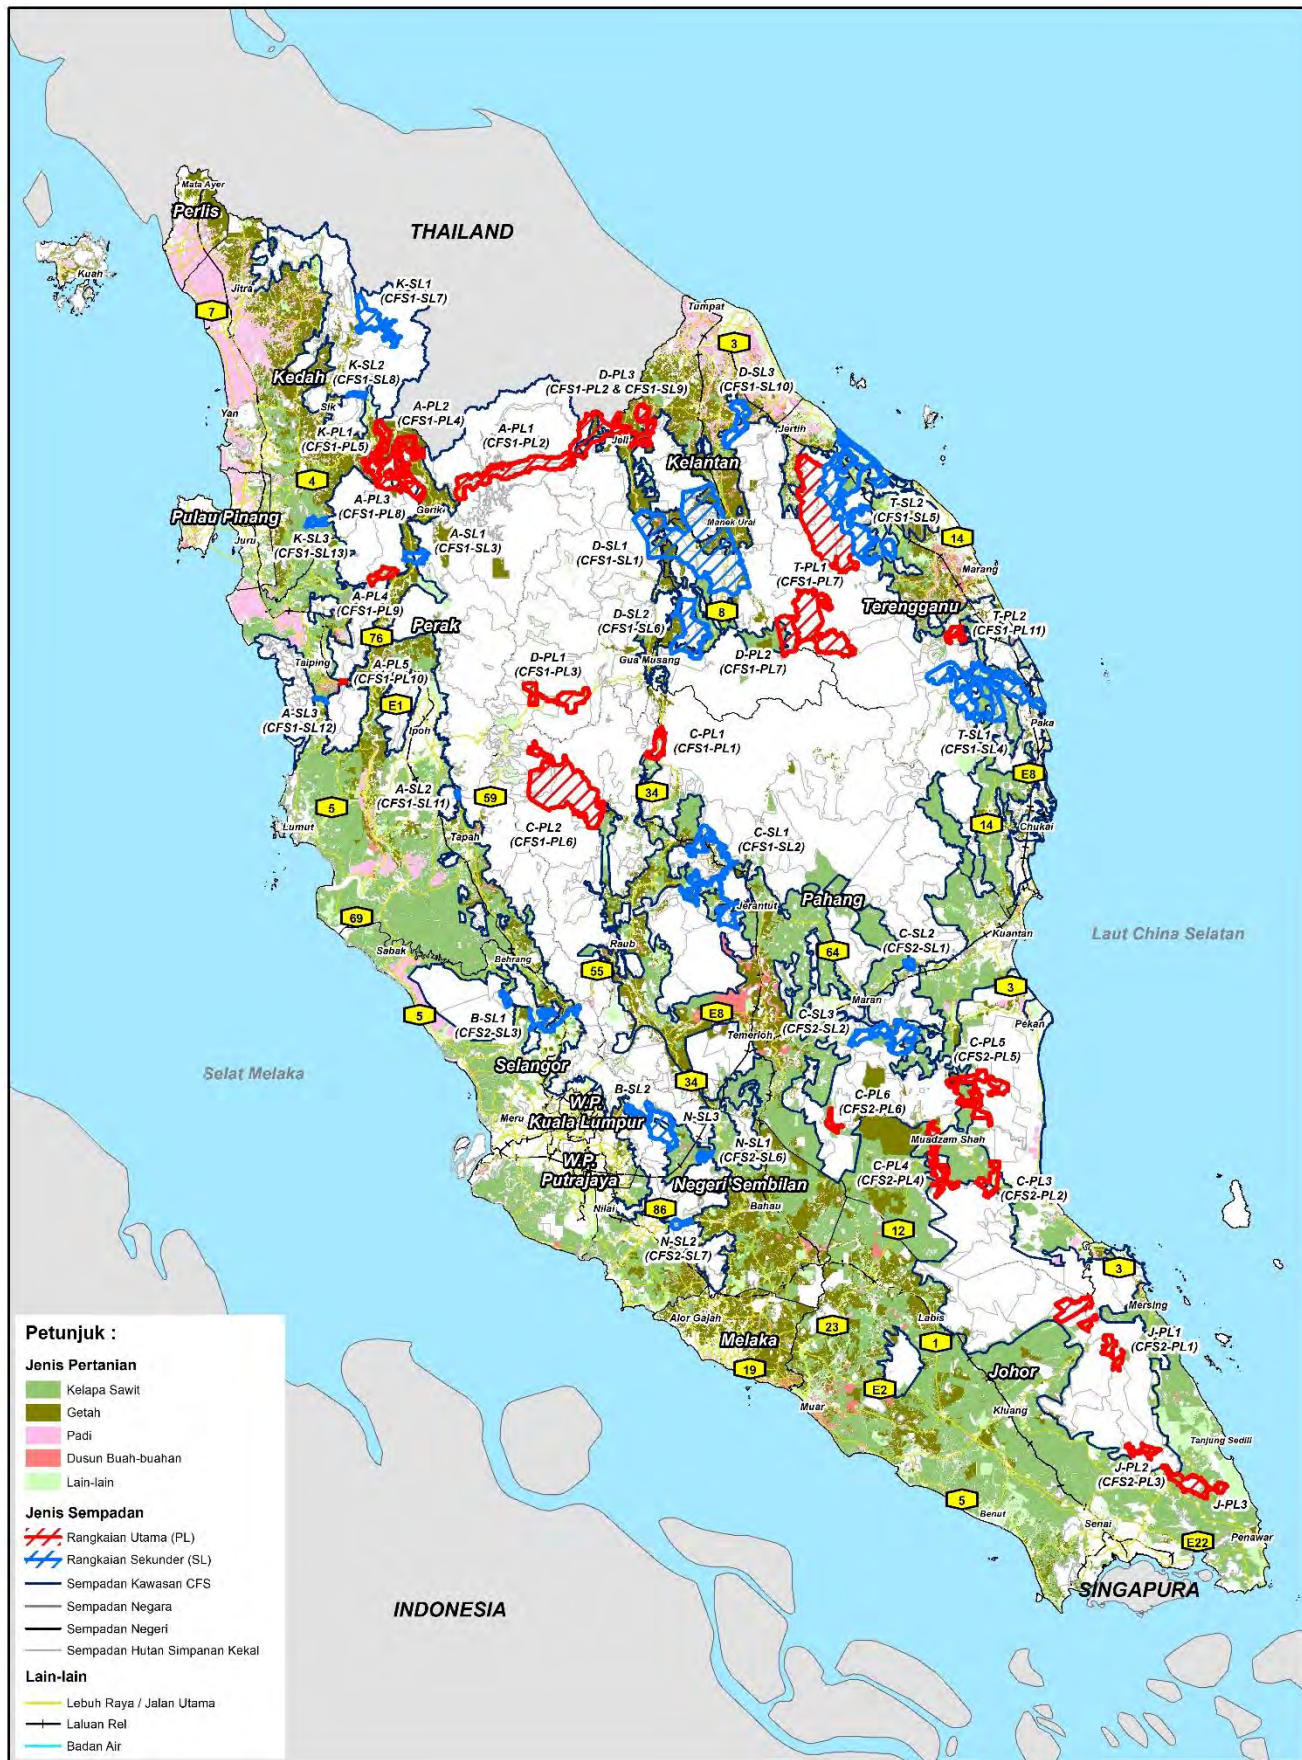 THAILAND
Mata Ayer
Perlis
Kuah
Jitra
7
K-SL1
(CFS1-SL7)
Tumpat
3
Kedah
K-SL2
(CFS1-SL8)
D-PL3
(CFS1-PL2 & CFS1-SL9)
D-SL3
(CFS1-SL10)
Yan
Sik
K-PL1
(CFS1-PL5)
A-PL2
(CFS1-PL4)
A-PL1
(CFS1-PL2)
Jeli
Jertih
Kelantan
4
A-PL3
(CFS1-PL8)
Gerik
Pulau Pinang
Juru
K-SL3
(CFS1-SL13)
A-SL1
(CFS1-SL3)
D-SL1
(CFS1-SL1)
Manek Urai
T-SL2
(CFS1-SL5)
14
Marang
T-PL1
(CFS1-PL7)
A-PL4
(CFS1-PL9)
D-SL2
(CFS1-SL6)
8
Terengganu
T-PL2
(CFS1-PL11)
Perak
76
Taiping
A-PL5
(CFS1-PL10)
D-PL1
(CFS1-PL3)
Gua Musang
D-PL2
(CFS1-PL7)
A-SL3
(CFS1-SL12)
E1
Ipoh
C-PL1
(CFS1-PL1)
T-SL1
(CFS1-SL4)
Paka
E8
5
Lumut
A-SL2
(CFS1-SL11)
59
34
14
Chukai
Tapah
C-PL2
(CFS1-PL6)
C-SL1
(CFS1-SL2)
Jerantut
Pahang
69
Sabak
Behrang
Raub
55
64
C-SL2
(CFS2-SL1)
Kuantan
Laut China Selatan
3
Pekan
5
B-SL1
(CFS2-SL3)
E8
Temerloh
Maran
C-SL3
(CFS2-SL2)
Selat Melaka
Selangor
34
C-PL5
(CFS2-PL5)
Meru
W.P.
Kuala Lumpur
B-SL2
N-SL3
C-PL6
(CFS2-PL6)
Muadzam Shah
W.P.
Putrajaya
N-SL1
(CFS2-SL6)
C-PL4
(CFS2-PL4)
C-PL3
(CFS2-PL2)
Negeri Sembilan
Nilai
86
Bahau
12
N-SL2
(CFS2-SL7)
3
Mersing
Alor Gajah
Melaka
23
Labis
1
J-PL1
(CFS2-PL1)
19
Johor
E2
Muar
Kluang
Tanjung Sedili
J-PL2
(CFS2-PL3)
J-PL3
5
Benut
Senai
E22
Penawar
SINGAPURA
INDONESIA
Petunjuk :
Jenis Pertanian
Kelapa Sawit
Getah
Padi
Dusun Buah-buahan
Lain-lain
Jenis Sempadan
Rangkaian Utama (PL)
Rangkaian Sekunder (SL)
Sempadan Kawasan CFS
Sempadan Negara
Sempadan Negeri
Sempadan Hutan Simpanan Kekal
Lain-lain
Lebuh Raya / Jalan Utama
Laluan Rel
Badan Air